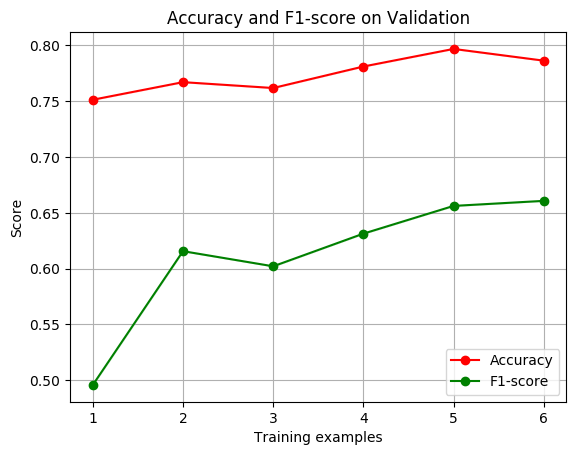 Accuracy and F1-score on Validation
0.80
0.75
0.70
0.65
0.60
0.55
0.50
Score
Accuracy
F1-score
1 2 3 4 5 6
Training examples